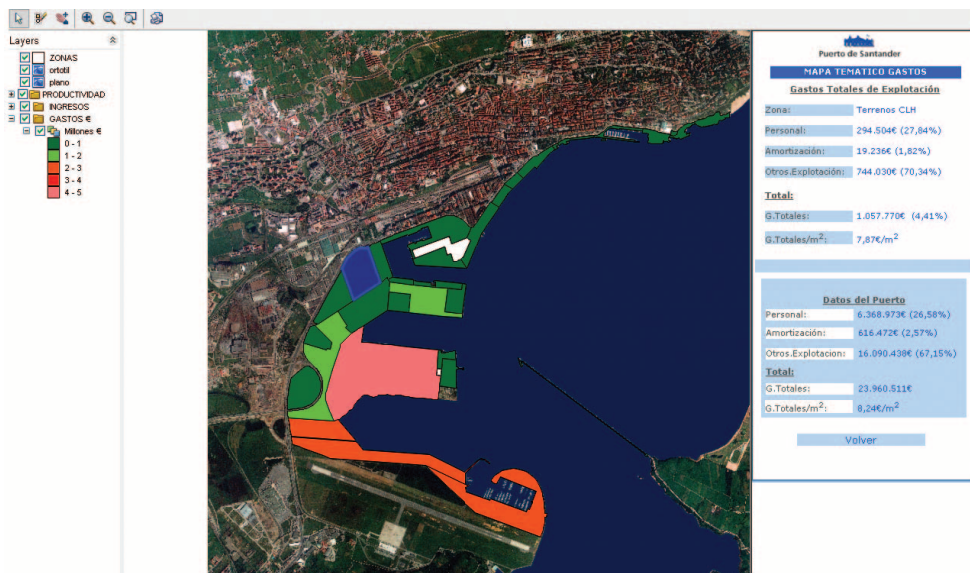 Layers
ZONAS
ortotil
plano
PRODUCTIVIDAD
INGRESOS
GASTOS €
Millones €
0 - 1
1 - 2
2 - 3
3 - 4
4 - 5
Puerto de Santander
MAPA TEMATICO GASTOS
Gastos Totales de Explotación
Zona: Terrenos CLH
Personal: 294.504€ (27,84%)
Amortización: 19.236€ (1,82%)
Otros.Explotación: 744.030€ (70,34%)
Total:
G.Totales: 1.057.770€ (4,41%)
G.Totales/m²: 7,87€/m²
Datos del Puerto
Personal: 6.368.973€ (26,58%)
Amortización: 616.472€ (2,57%)
Otros.Explotacion: 16.090.438€ (67,15%)
Total:
G.Totales: 23.960.511€
G.Totales/m²: 8,24€/m²
Volver